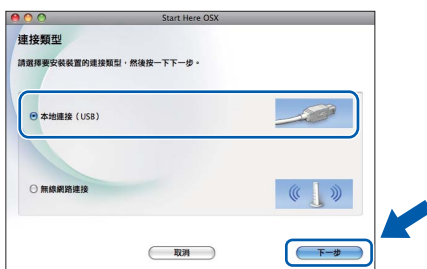 Start Here OSX
連接類型
請選擇要安裝裝置的連接類型，然後按一下下一步。
本地連接（USB）
無線網路連接
取消
下一步